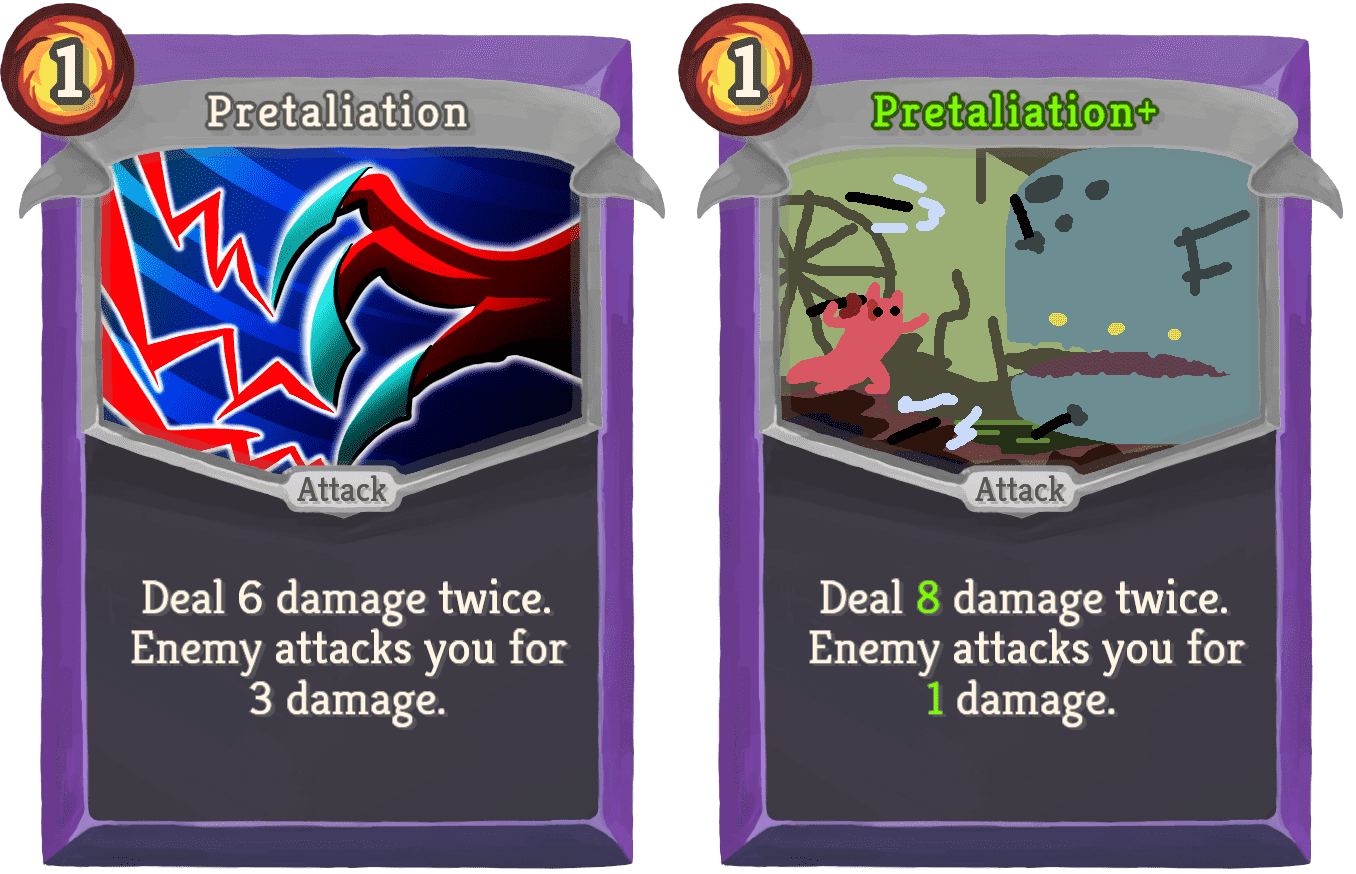 1
Pretaliation
Attack
Deal 6 damage twice.
Enemy attacks you for
3 damage.
1
Pretaliation+
Attack
Deal 8 damage twice.
Enemy attacks you for
1 damage.